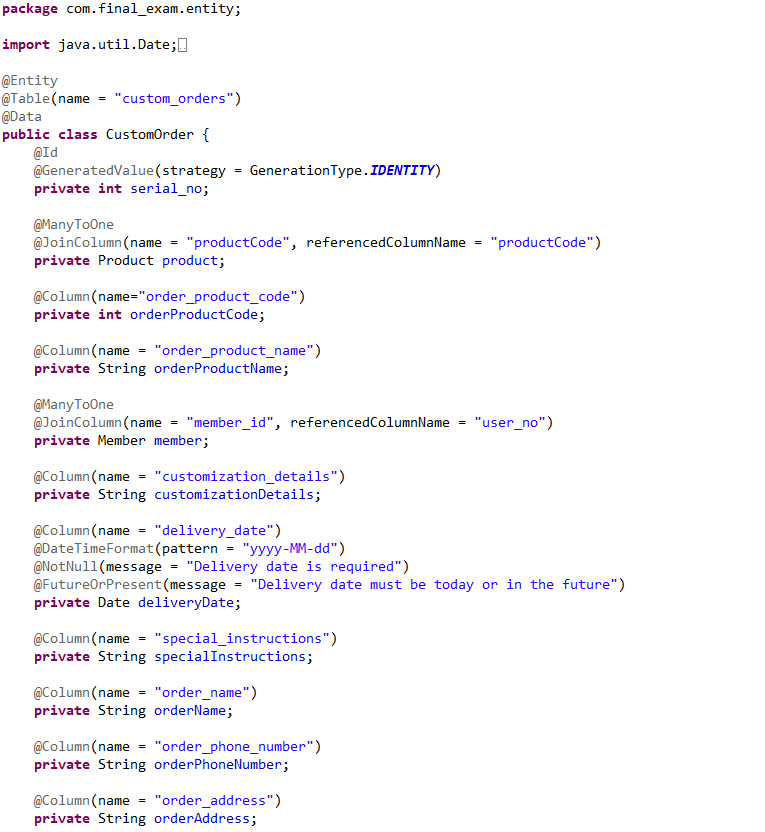 package com.final_exam.entity;
import java.util.Date;
@Entity
@Table(name = "custom_orders")
@Data
public class CustomOrder {
@Id
@GeneratedValue(strategy = GenerationType.IDENTITY)
private int serial_no;
@ManyToOne
@JoinColumn(name = "productCode", referencedColumnName = "productCode")
private Product product;
@Column(name="order_product_code")
private int orderProductCode;
@Column(name = "order_product_name")
private String orderProductName;
@ManyToOne
@JoinColumn(name = "member_id", referencedColumnName = "user_no")
private Member member;
@Column(name = "customization_details")
private String customizationDetails;
@Column(name = "delivery_date")
@DateTimeFormat(pattern = "yyyy-MM-dd")
@NotNull(message = "Delivery date is required")
@FutureOrPresent(message = "Delivery date must be today or in the future")
private Date deliveryDate;
@Column(name = "special_instructions")
private String specialInstructions;
@Column(name = "order_name")
private String orderName;
@Column(name = "order_phone_number")
private String orderPhoneNumber;
@Column(name = "order_address")
private String orderAddress;